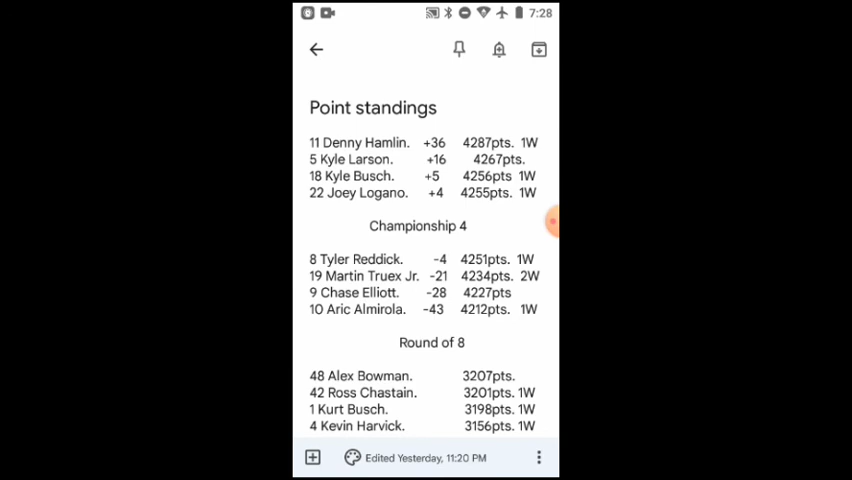 7:28
Point standings
11 Denny Hamlin. +36 4287pts. 1W
5 Kyle Larson. +16 4267pts.
18 Kyle Busch. +5 4256pts 1W
22 Joey Logano. +4 4255pts. 1W
Championship 4
8 Tyler Reddick. -4 4251pts. 1W
19 Martin Truex Jr. -21 4234pts. 2W
9 Chase Elliott. -28 4227pts
10 Aric Almirola. -43 4212pts. 1W
Round of 8
48 Alex Bowman. 3207pts.
42 Ross Chastain. 3201pts. 1W
1 Kurt Busch. 3198pts. 1W
4 Kevin Harvick. 3156pts. 1W
Edited Yesterday, 11:20 PM